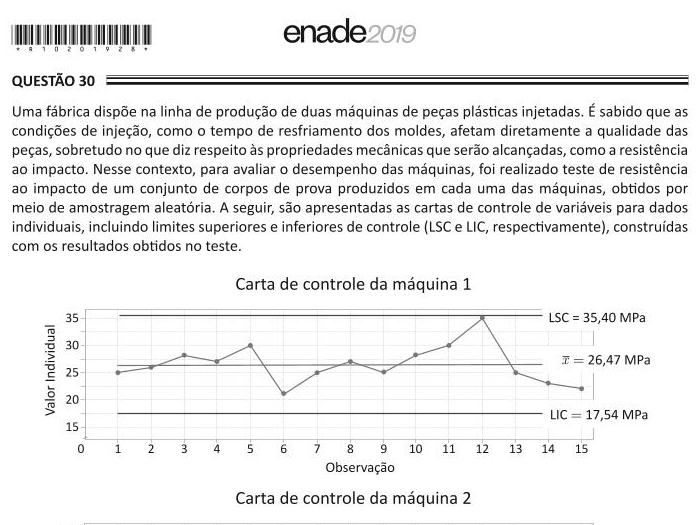 enade2019
* R 1 0 2 0 1 9 2 8 *
QUESTÃO 30
Uma fábrica dispõe na linha de produção de duas máquinas de peças plásticas injetadas. É sabido que as
condições de injeção, como o tempo de resfriamento dos moldes, afetam diretamente a qualidade das
peças, sobretudo no que diz respeito às propriedades mecânicas que serão alcançadas, como a resistência
ao impacto. Nesse contexto, para avaliar o desempenho das máquinas, foi realizado teste de resistência
ao impacto de um conjunto de corpos de prova produzidos em cada uma das máquinas, obtidos por
meio de amostragem aleatória. A seguir, são apresentadas as cartas de controle de variáveis para dados
individuais, incluindo limites superiores e inferiores de controle (LSC e LIC, respectivamente), construídas
com os resultados obtidos no teste.
Carta de controle da máquina 1
Valor Individual
35
30
25
20
15
LSC = 35,40 MPa
x̅ = 26,47 MPa
LIC = 17,54 MPa
0 1 2 3 4 5 6 7 8 9 10 11 12 13 14 15
Observação
Carta de controle da máquina 2